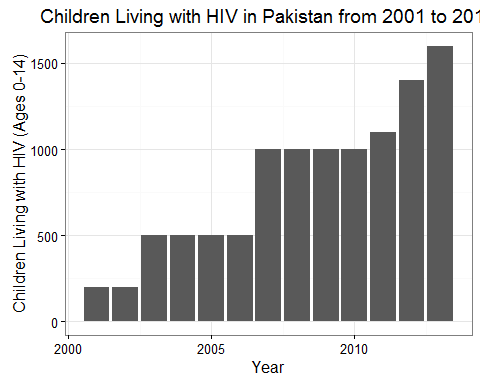 Children Living with HIV in Pakistan from 2001 to 201
Children Living with HIV (Ages 0-14)
1500
1000
500
0
2000
2005
2010
Year